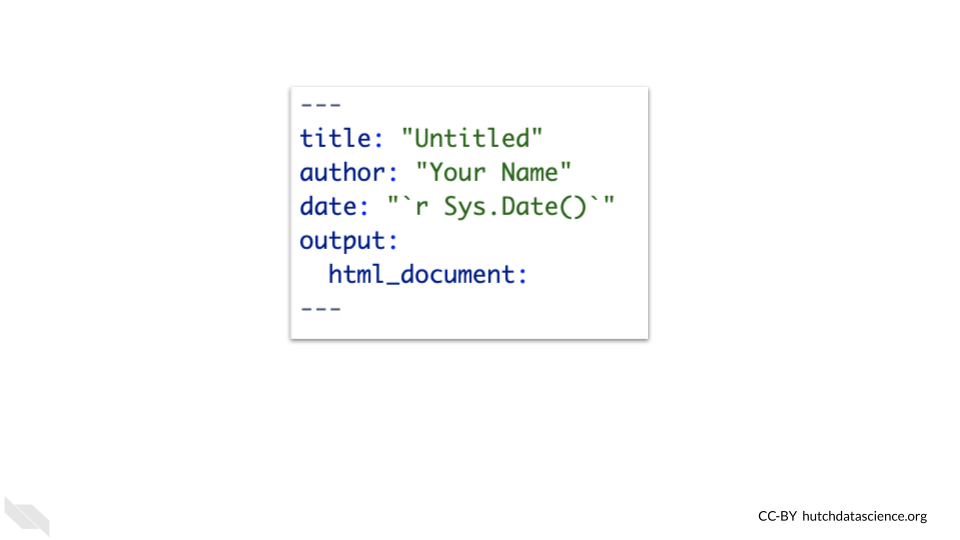 ---
title: "Untitled"
author: "Your Name"
date: "`r Sys.Date()`"
output:
  html_document:
---
CC-BY hutchdatascience.org